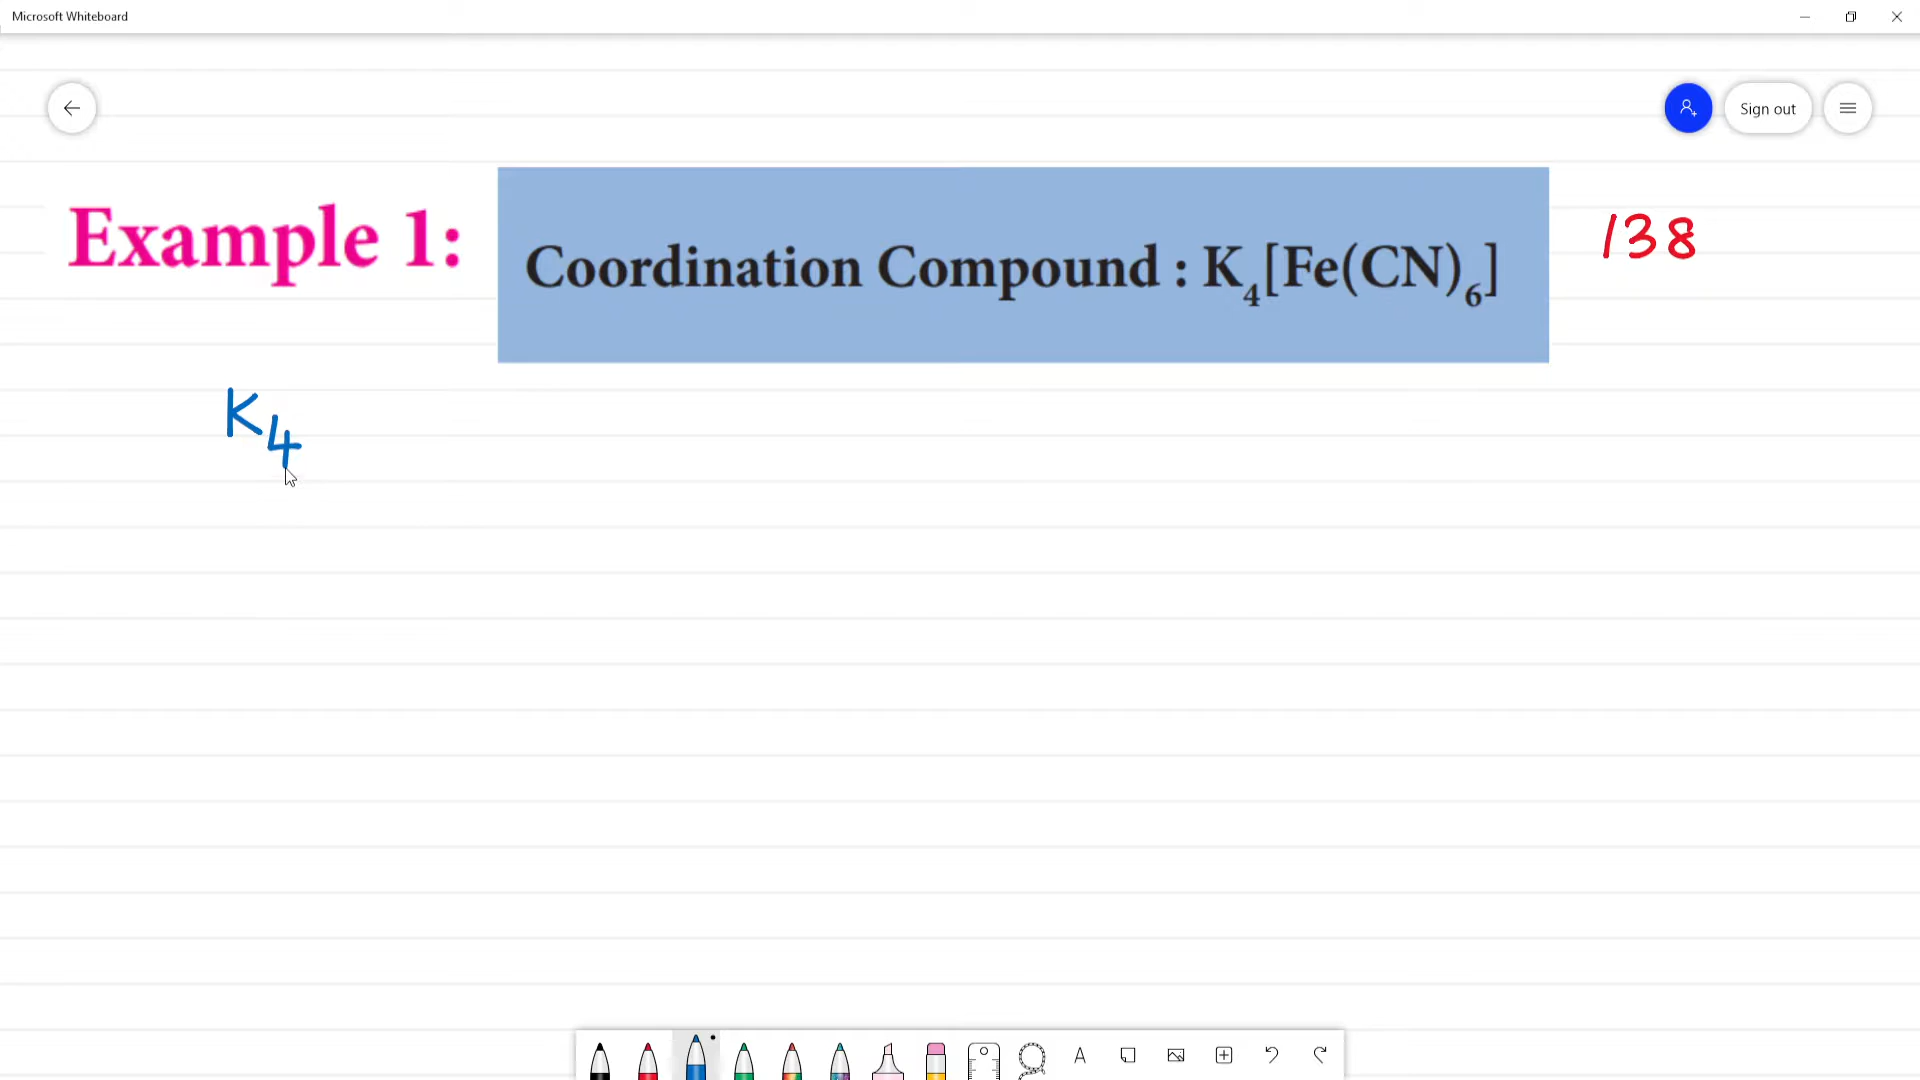 Microsoft Whiteboard
Sign out
Example 1:
Coordination Compound : K₄[Fe(CN)₆]
138
K₄
A